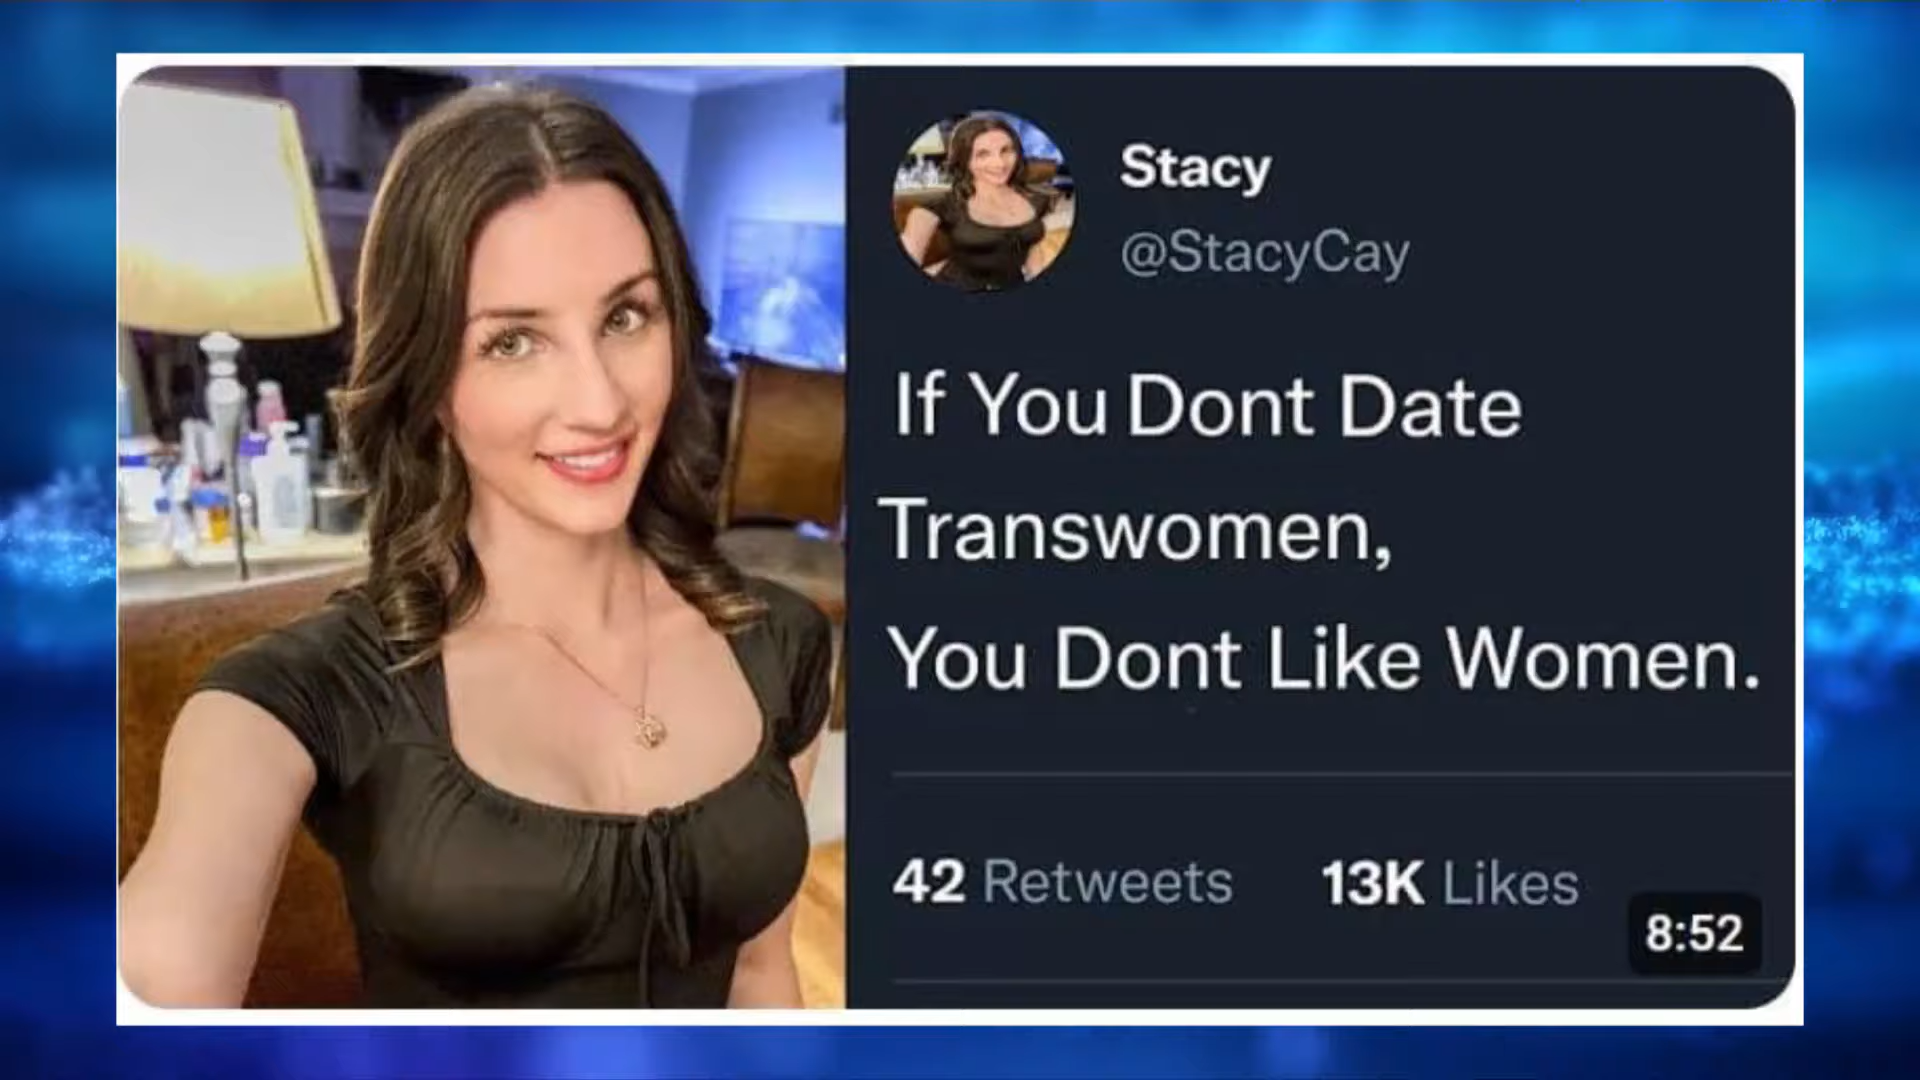 Stacy
@StacyCay
If You Dont Date
Transwomen,
You Dont Like Women.
42 Retweets 13K Likes
8:52